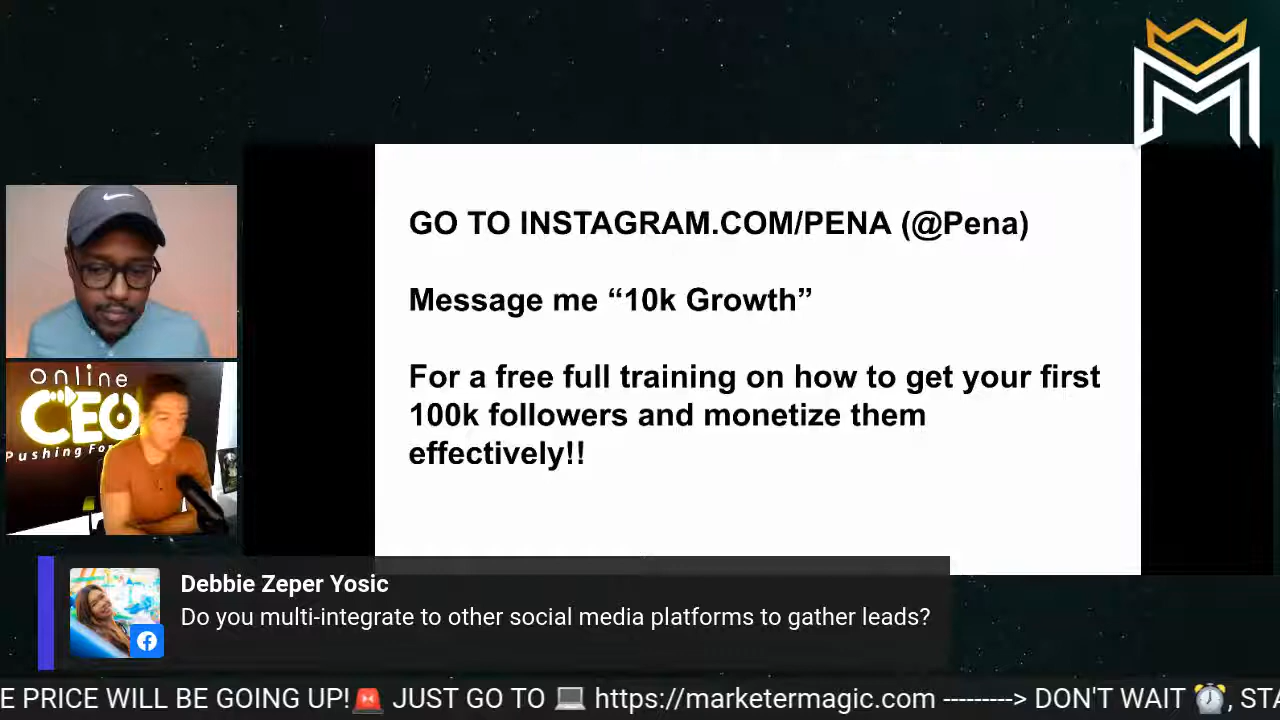 GO TO INSTAGRAM.COM/PENA (@Pena)
Message me “10k Growth”
For a free full training on how to get your first
100k followers and monetize them
effectively!!
online
CEO
Pushing For
Debbie Zeper Yosic
Do you multi-integrate to other social media platforms to gather leads?
E PRICE WILL BE GOING UP!🚨 JUST GO TO 💻 https://marketermagic.com ---------> DON'T WAIT ⏰, STA